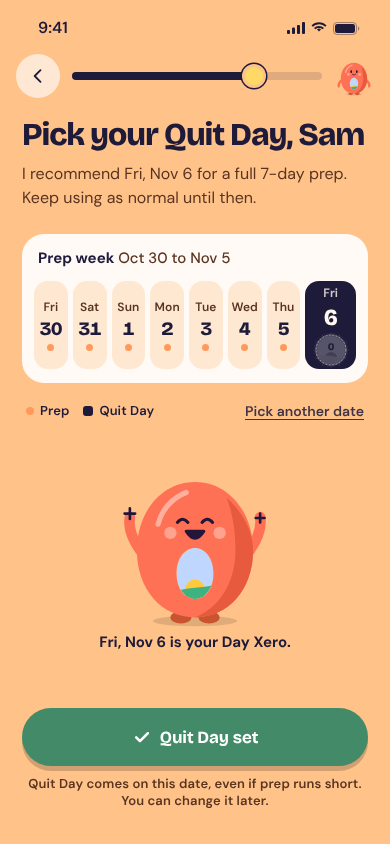 9:41
Pick your Quit Day, Sam
I recommend Fri, Nov 6 for a full 7-day prep.
Keep using as normal until then.
Prep week Oct 30 to Nov 5
Fri Sat Sun Mon Tue Wed Thu Fri
30 31 1 2 3 4 5 6
Prep Quit Day Pick another date
Fri, Nov 6 is your Day Xero.
Quit Day set
Quit Day comes on this date, even if prep runs short.
You can change it later.